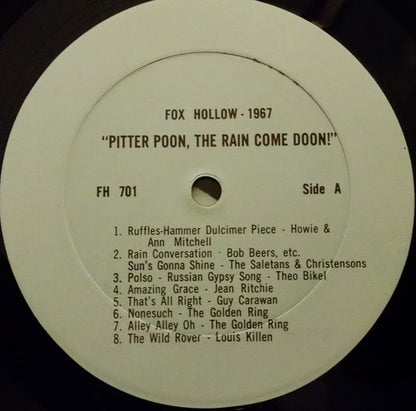 FOX HOLLOW - 1967
"PITTER POON, THE RAIN COME DOON!"
FH 701 Side A
1. Ruffles-Hammer Dulcimer Piece - Howie &
Ann Mitchell
2. Rain Conversation - Bob Beers, etc.
Sun's Gonna Shine - The Saletans & Christensons
3. Polso - Russian Gypsy Song - Theo Bikel
4. Amazing Grace - Jean Ritchie
5. That's All Right - Guy Carawan
6. Nonesuch - The Golden Ring
7. Alley Alley Oh - The Golden Ring
8. The Wild Rover - Louis Killen